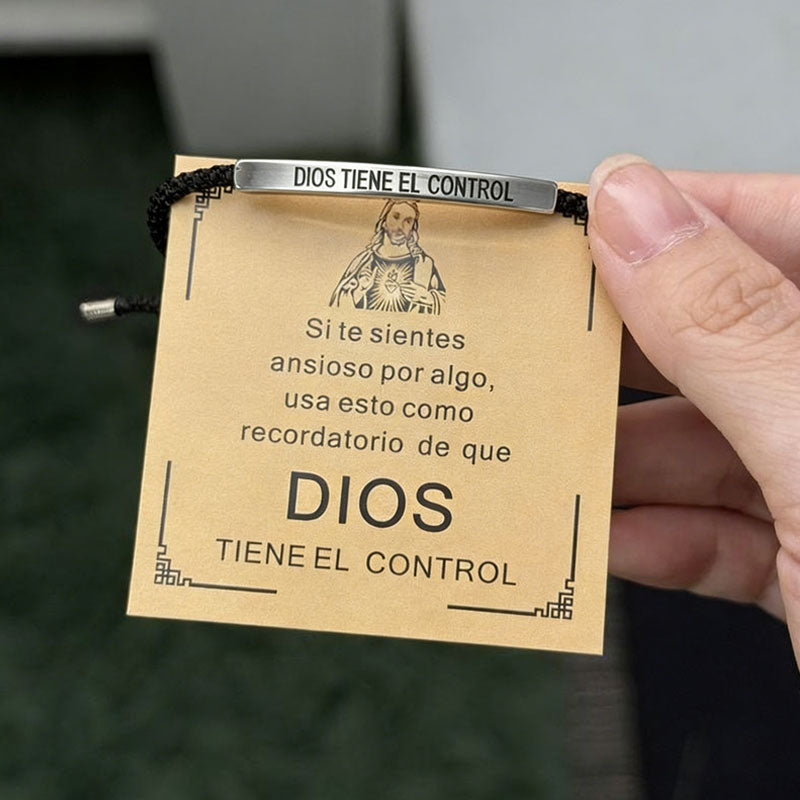 DIOS TIENE EL CONTROL
Si te sientes
ansioso por algo,
usa esto como
recordatorio de que
DIOS
TIENE EL CONTROL